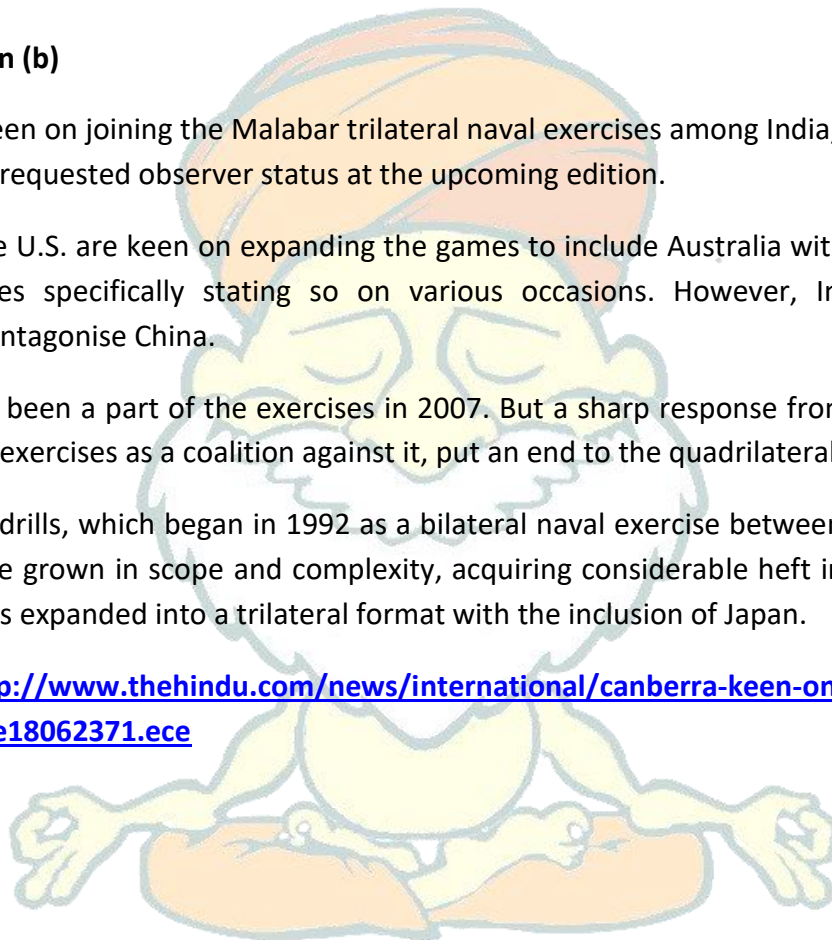 n (b)
een on joining the Malabar trilateral naval exercises among India,
requested observer status at the upcoming edition.
e U.S. are keen on expanding the games to include Australia wit
es specifically stating so on various occasions. However, In
ntagonise China.
been a part of the exercises in 2007. But a sharp response from
exercises as a coalition against it, put an end to the quadrilateral
drills, which began in 1992 as a bilateral naval exercise between
e grown in scope and complexity, acquiring considerable heft in
s expanded into a trilateral format with the inclusion of Japan.
p://www.thehindu.com/news/international/canberra-keen-on
e18062371.ece